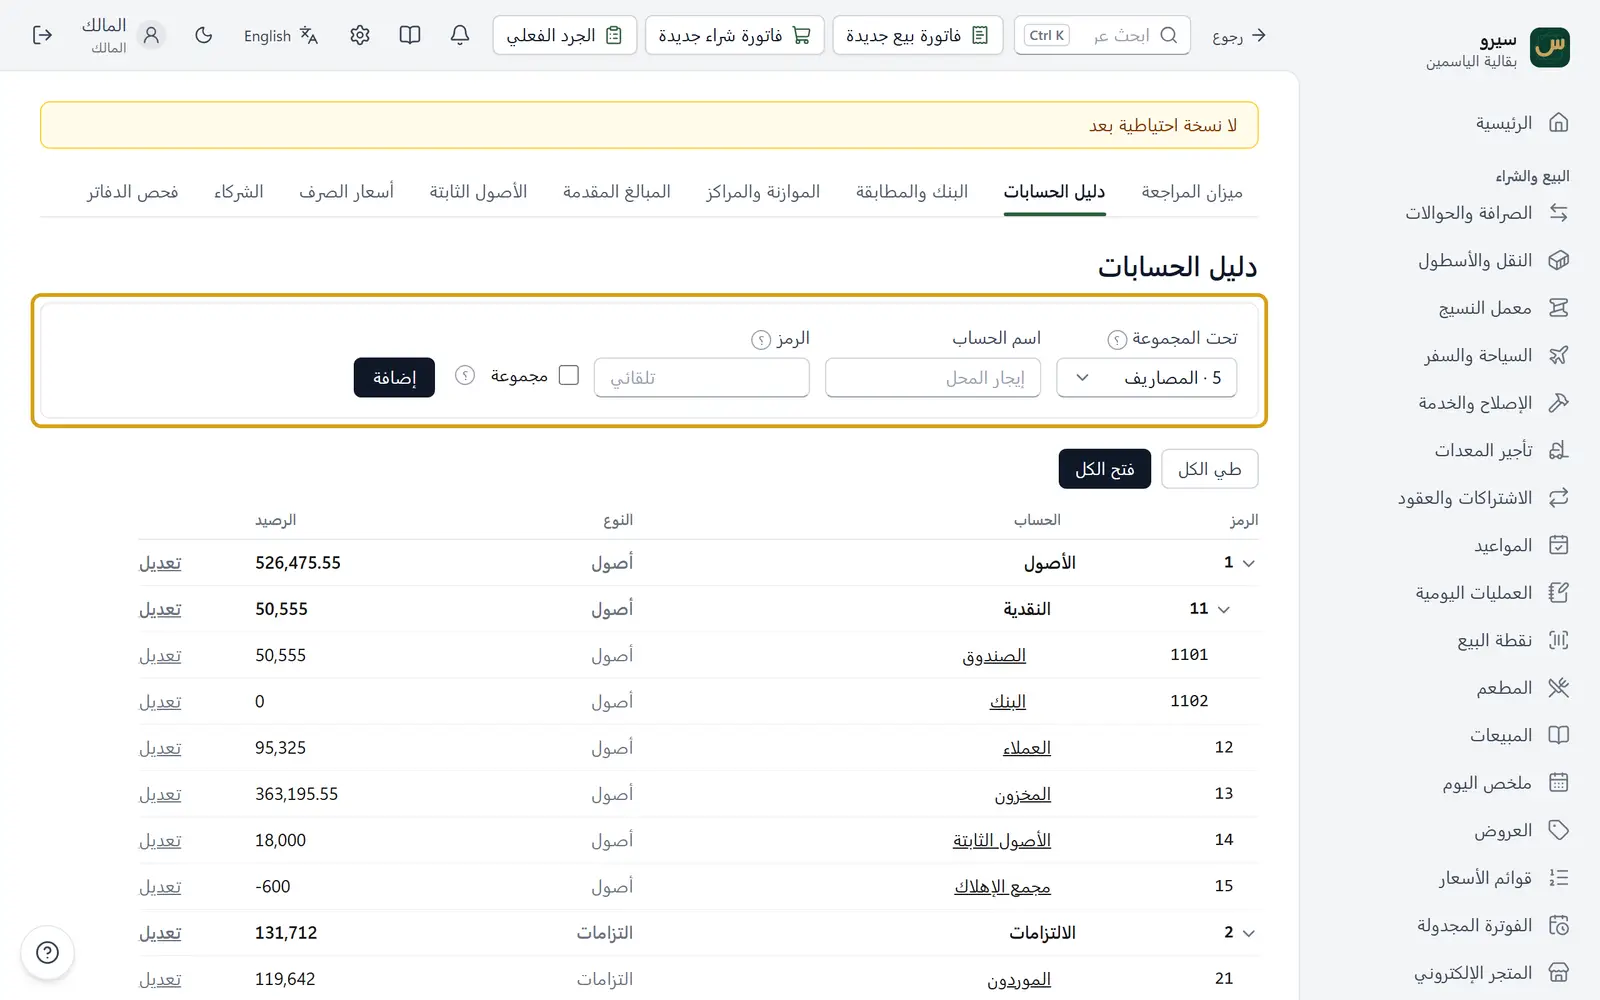 سيرو
بقالية الياسمين
رجوع
ابحث عر
Ctrl K
فاتورة بيع جديدة
فاتورة شراء جديدة
الجرد الفعلي
English
المالك
المالك
الرئيسية
البيع والشراء
الصرافة والحوالات
النقل والأسطول
معمل النسيج
السياحة والسفر
الإصلاح والخدمة
تأجير المعدات
الاشتراكات والعقود
المواعيد
العمليات اليومية
نقطة البيع
المطعم
المبيعات
ملخص اليوم
العروض
قوائم الأسعار
الفوترة المجدولة
المتجر الإلكتروني
لا نسخة احتياطية بعد
ميزان المراجعة
دليل الحسابات
البنك والمطابقة
الموازنة والمراكز
المبالغ المقدمة
الأصول الثابتة
أسعار الصرف
الشركاء
فحص الدفاتر
دليل الحسابات
تحت المجموعة ؟
اسم الحساب
الرمز ؟
5 · المصاريف
إيجار المحل
تلقائي
مجموعة ؟
إضافة
طي الكل
فتح الكل
الرمز الحساب النوع الرصيد
1 الأصول أصول 526,475.55 تعديل
11 النقدية أصول 50,555 تعديل
1101 الصندوق أصول 50,555 تعديل
1102 البنك أصول 0 تعديل
12 العملاء أصول 95,325 تعديل
13 المخزون أصول 363,195.55 تعديل
14 الأصول الثابتة أصول 18,000 تعديل
15 مجمع الإهلاك أصول -600 تعديل
2 الالتزامات التزامات 131,712 تعديل
21 الموردون التزامات 119,642 تعديل